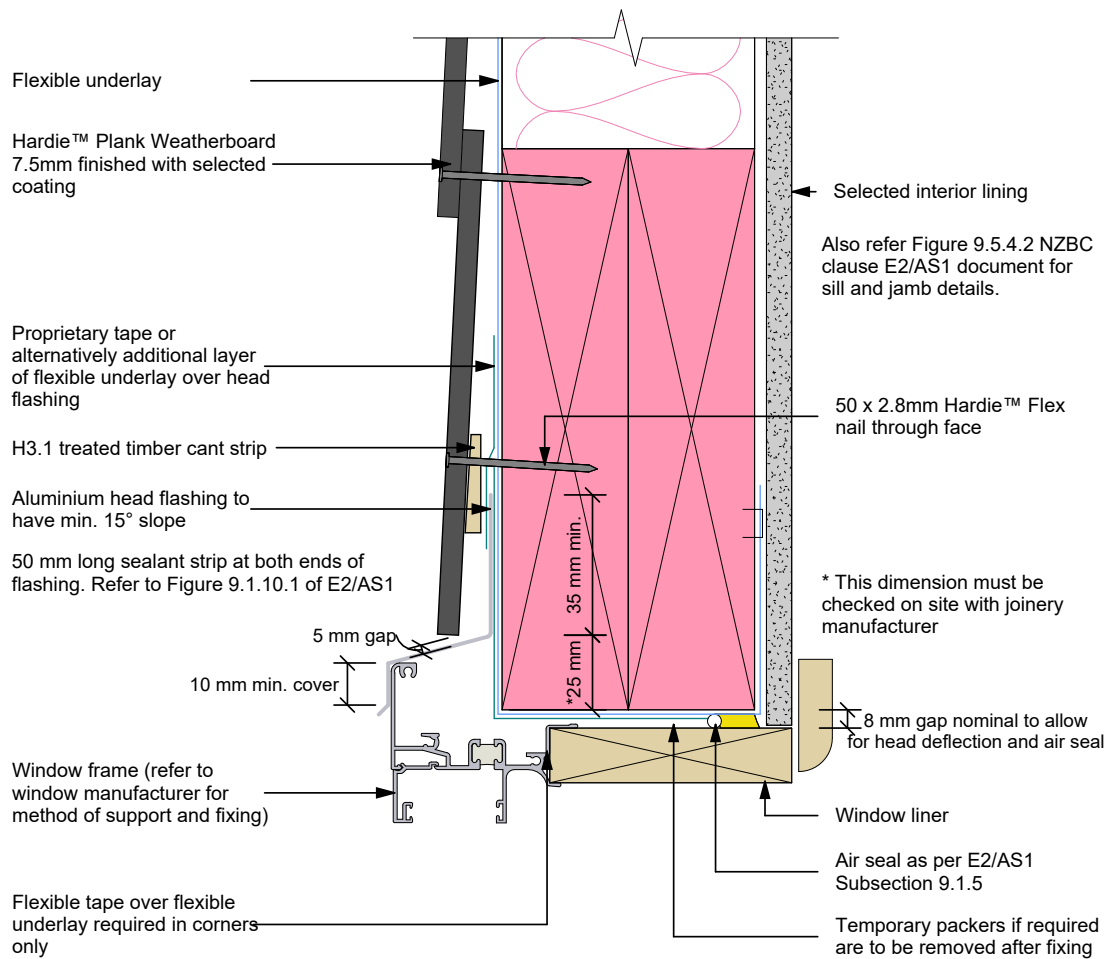 Flexible underlay
Hardie™ Plank Weatherboard
7.5mm finished with selected
coating
Proprietary tape or
alternatively additional layer
of flexible underlay over head
flashing
H3.1 treated timber cant strip
Aluminium head flashing to
have min. 15° slope
50 mm long sealant strip at both ends of
flashing. Refer to Figure 9.1.10.1 of E2/AS1
5 mm gap
10 mm min. cover
Window frame (refer to
window manufacturer for
method of support and fixing)
Flexible tape over flexible
underlay required in corners
only
35 mm min.
*25 mm
Selected interior lining
Also refer Figure 9.5.4.2 NZBC
clause E2/AS1 document for
sill and jamb details.
50 x 2.8mm Hardie™ Flex
nail through face
* This dimension must be
checked on site with joinery
manufacturer
8 mm gap nominal to allow
for head deflection and air seal
Window liner
Air seal as per E2/AS1
Subsection 9.1.5
Temporary packers if required
are to be removed after fixing